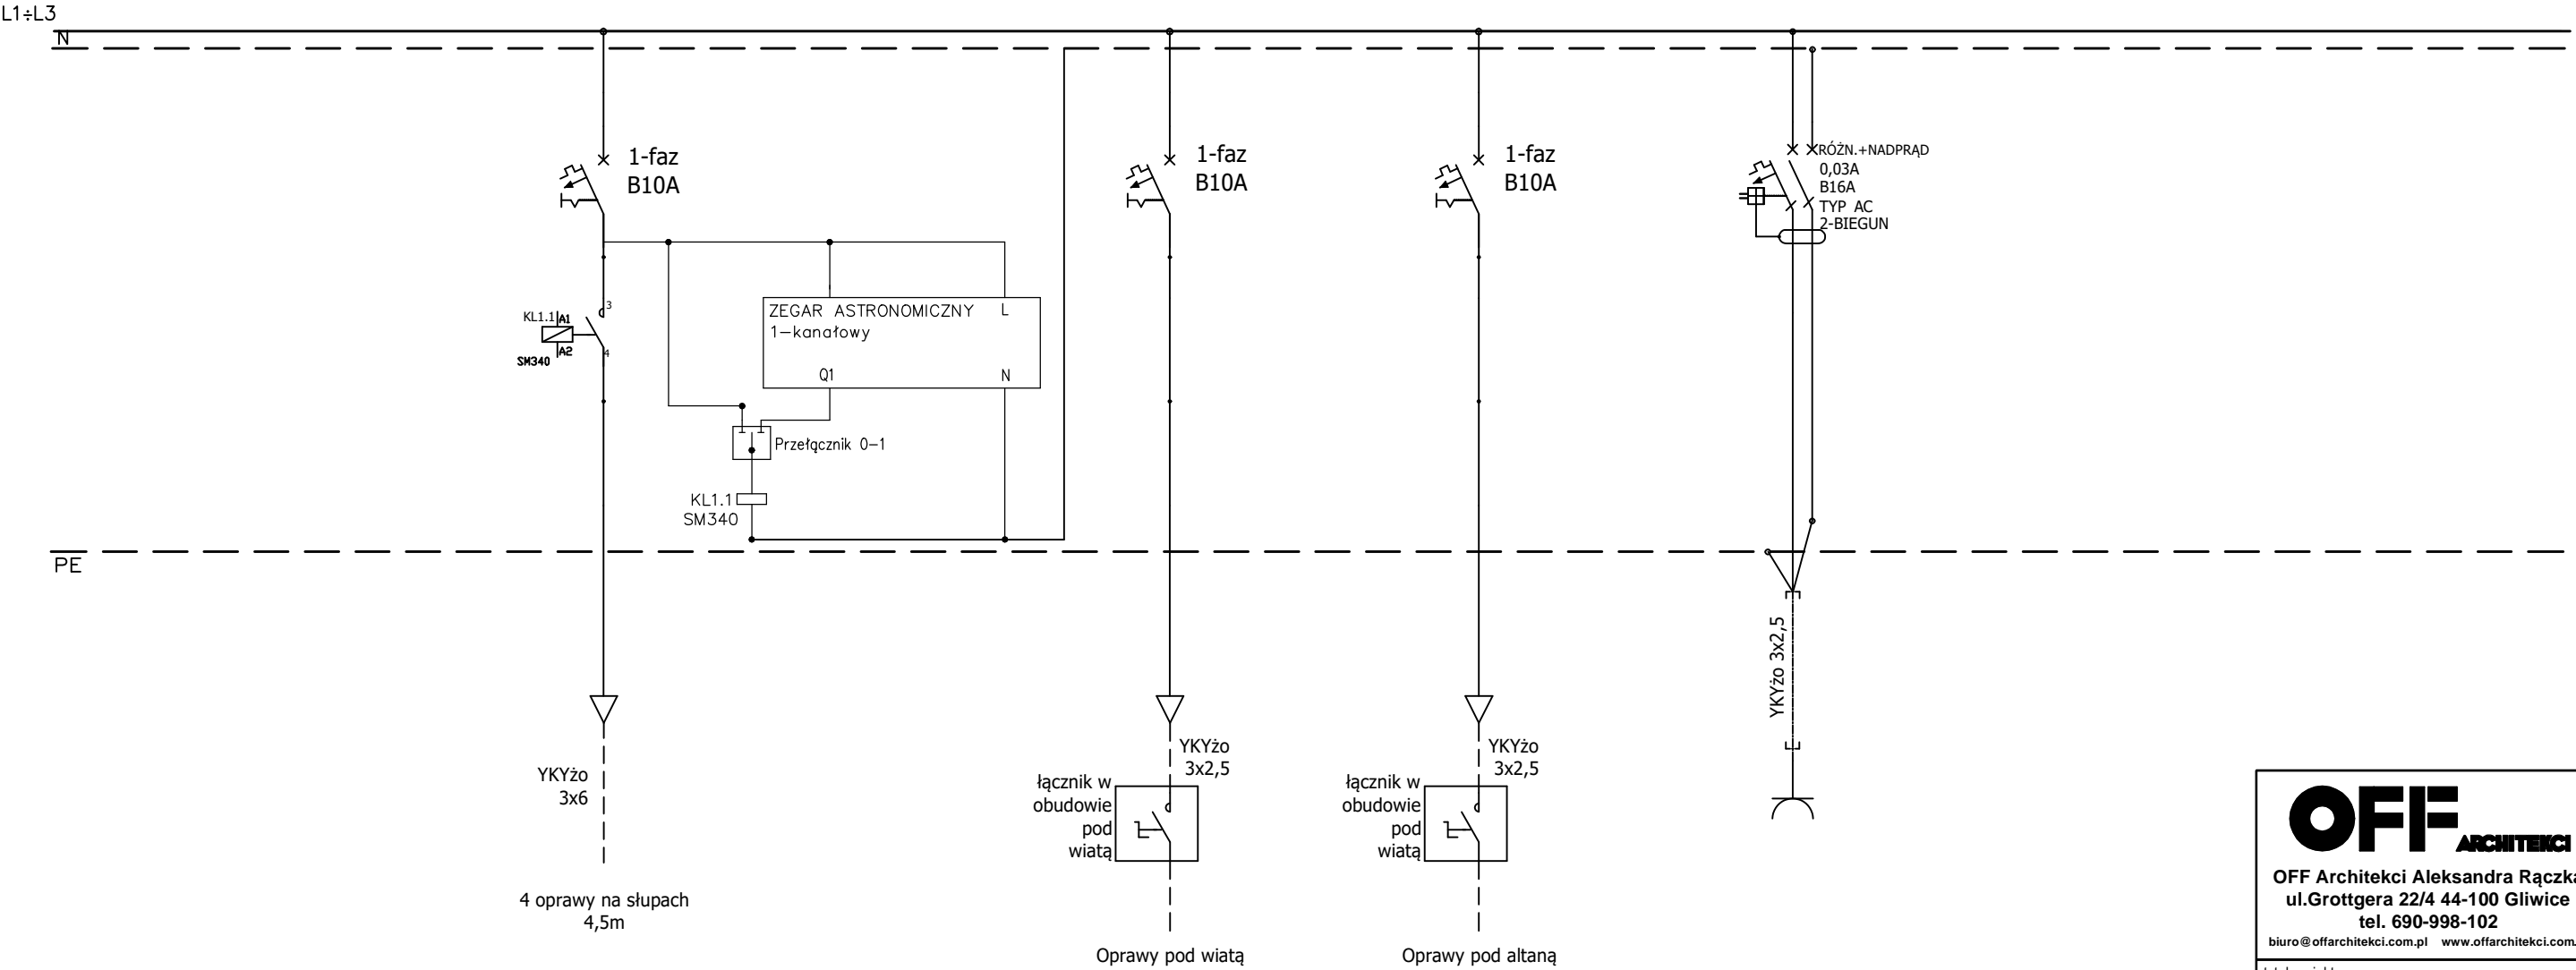 L1÷L3
N
1-faz
B10A
1-faz
B10A
1-faz
B10A
RÓŻN.+NADPRĄD
0,03A
B16A
TYP AC
2-BIEGUN
KL1.1
A1
A2
SM340
3
4
ZEGAR ASTRONOMICZNY
1-kanałowy
L
Q1
N
Przełącznik 0-1
KL1.1
SM340
PE
YKYżo 3x2,5
YKYżo
3x6
4 oprawy na słupach
4,5m
YKYżo
3x2,5
łącznik w
obudowie
pod
wiatą
Oprawy pod wiatą
YKYżo
3x2,5
łącznik w
obudowie
pod
wiatą
Oprawy pod altaną
OFF
ARCHITEKCI
OFF Architekci Aleksandra Rączka
ul.Grottgera 22/4 44-100 Gliwice
tel. 690-998-102
biuro@offarchitekci.com.pl www.offarchitekci.com.